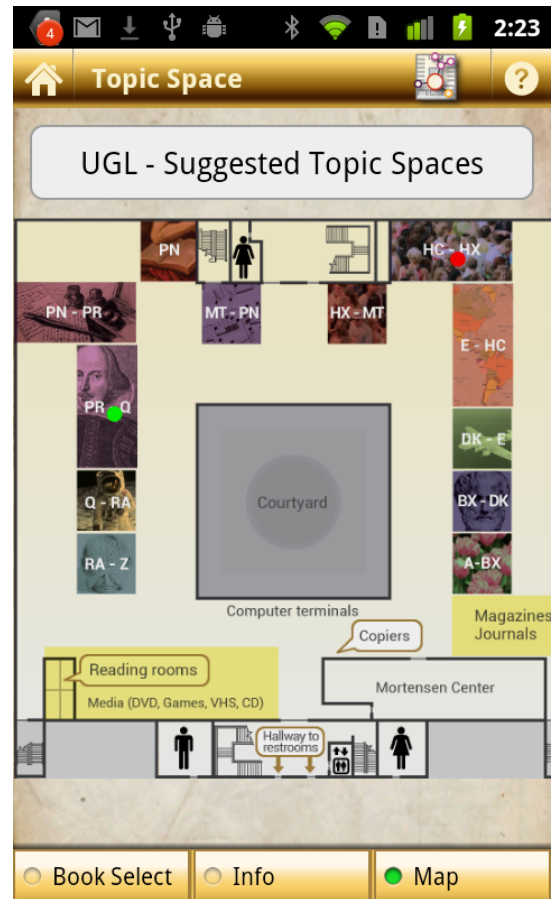 4
2:23
Topic Space
?
UGL - Suggested Topic Spaces
PN
HC - HX
PN - PR
MT - PN
HX - MT
E - HC
PR - Q
DK - E
Q - RA
Courtyard
BX - DK
RA - Z
A-BX
Computer terminals
Magazines
Journals
Copiers
Reading rooms
Media (DVD, Games, VHS, CD)
Mortensen Center
Hallway to
restrooms
Book Select
Info
Map